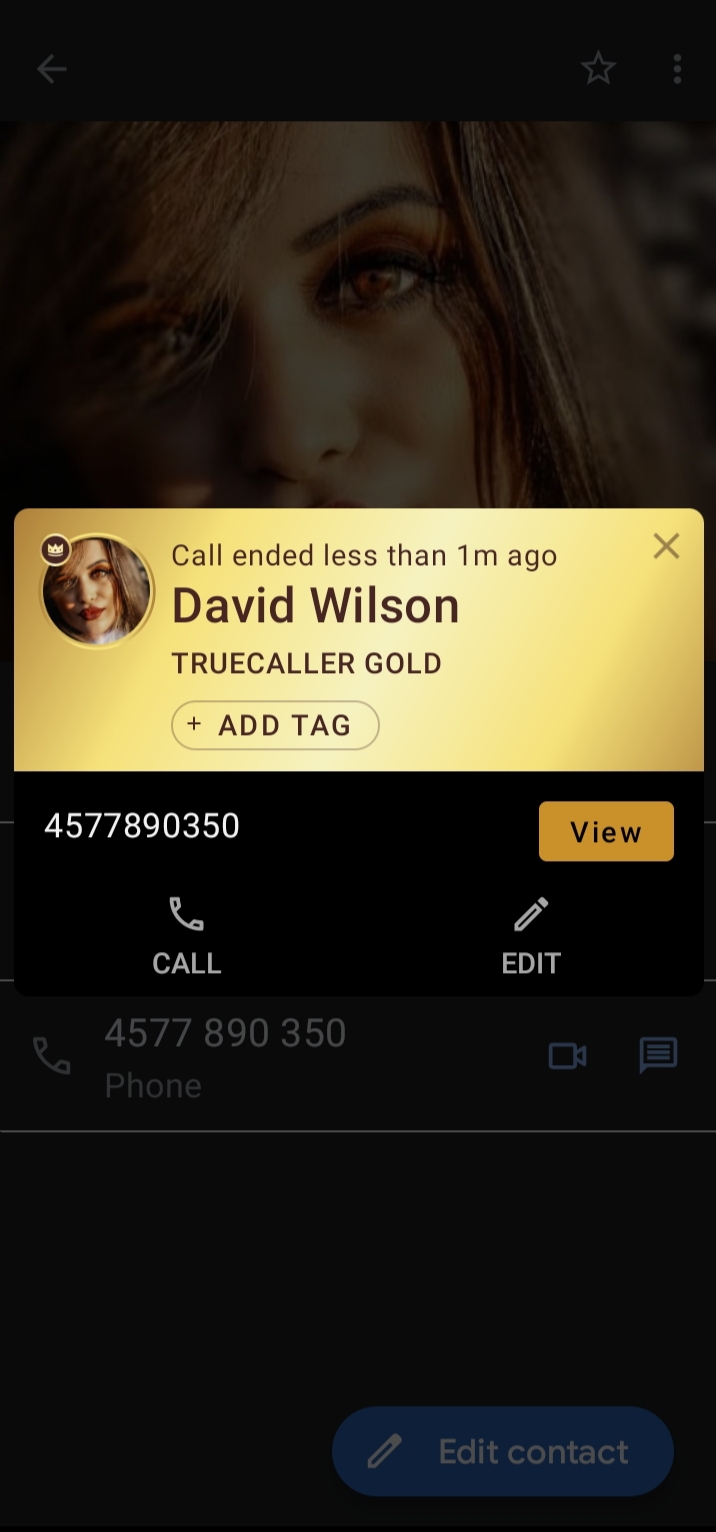 Call ended less than 1m ago
David Wilson
TRUECALLER GOLD
+ ADD TAG
4577890350
View
CALL
EDIT
4577 890 350
Phone
Edit contact